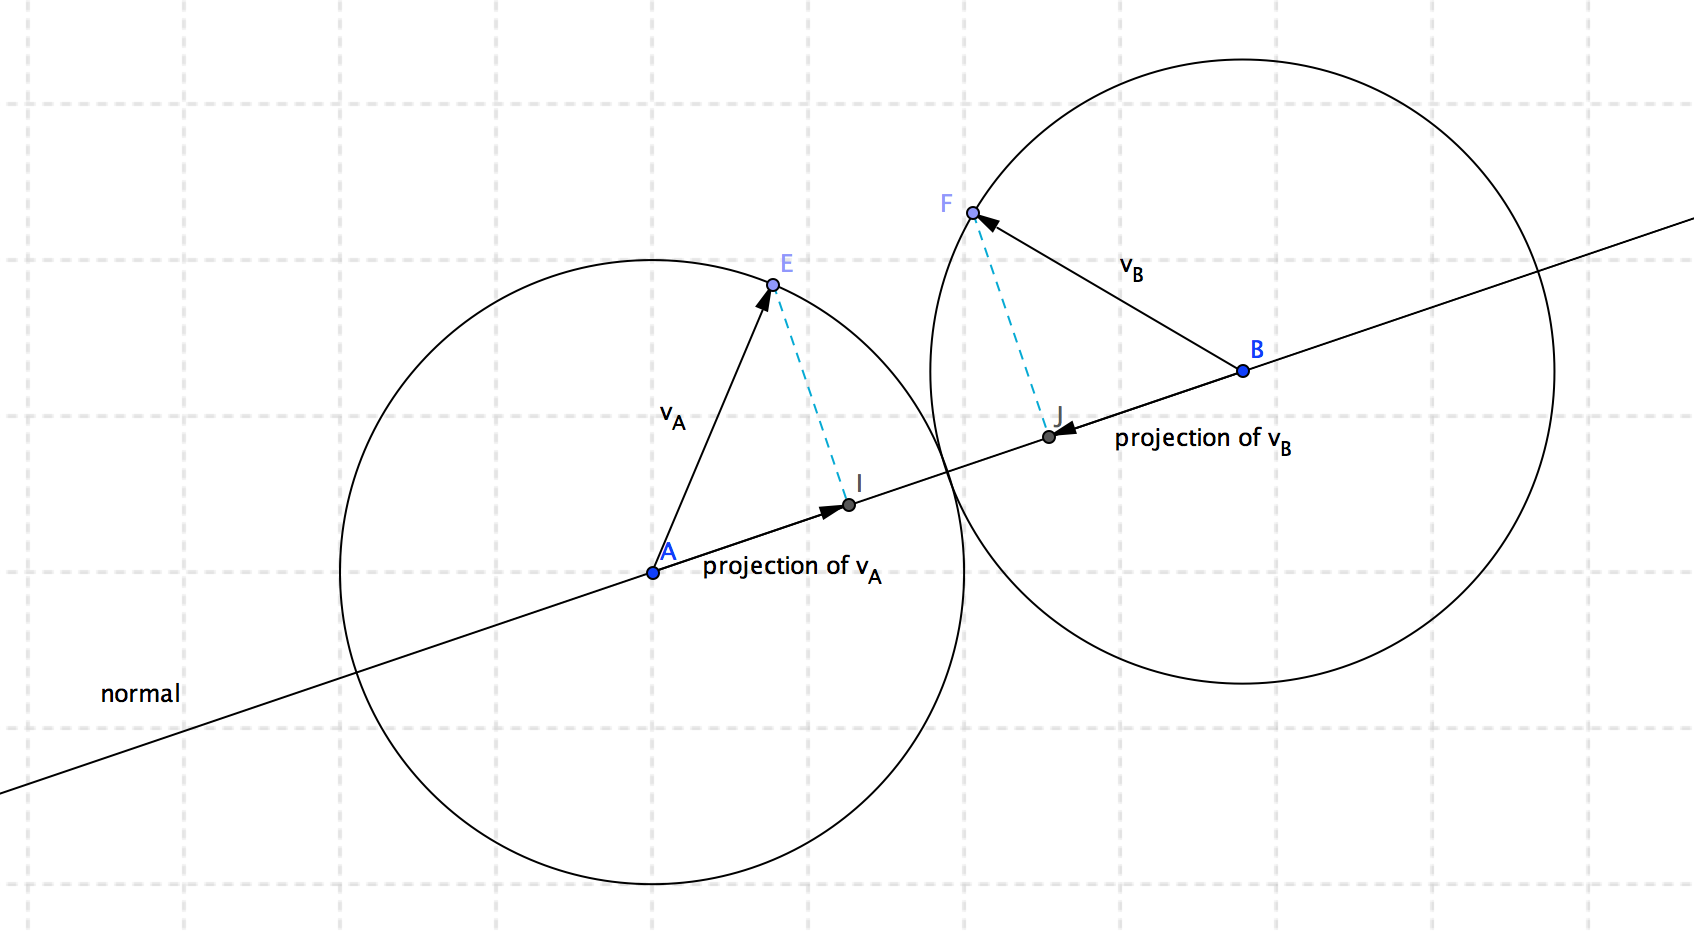 F
E
v_B
B
v_A
J
projection of v_B
I
A
projection of v_A
normal